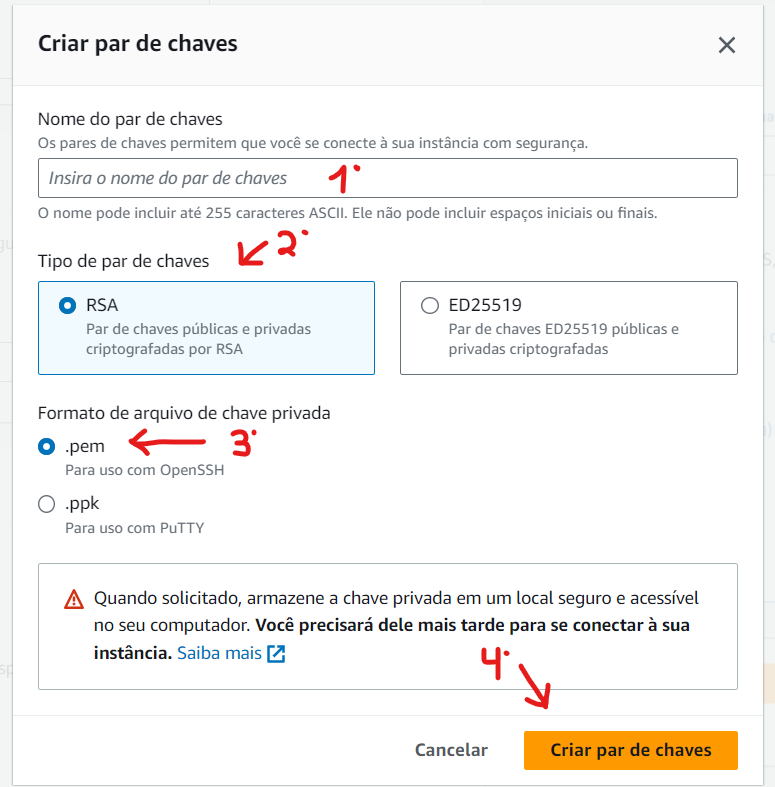 Criar par de chaves
Nome do par de chaves
Os pares de chaves permitem que você se conecte à sua instância com segurança.
Insira o nome do par de chaves 1.
O nome pode incluir até 255 caracteres ASCII. Ele não pode incluir espaços iniciais ou finais.
2.
Tipo de par de chaves
RSA
Par de chaves públicas e privadas
criptografadas por RSA
ED25519
Par de chaves ED25519 públicas e
privadas criptografadas
Formato de arquivo de chave privada
.pem 3.
Para uso com OpenSSH
.ppk
Para uso com PuTTY
Quando solicitado, armazene a chave privada em um local seguro e acessível
no seu computador. Você precisará dele mais tarde para se conectar à sua
instância. Saiba mais
4.
Cancelar
Criar par de chaves